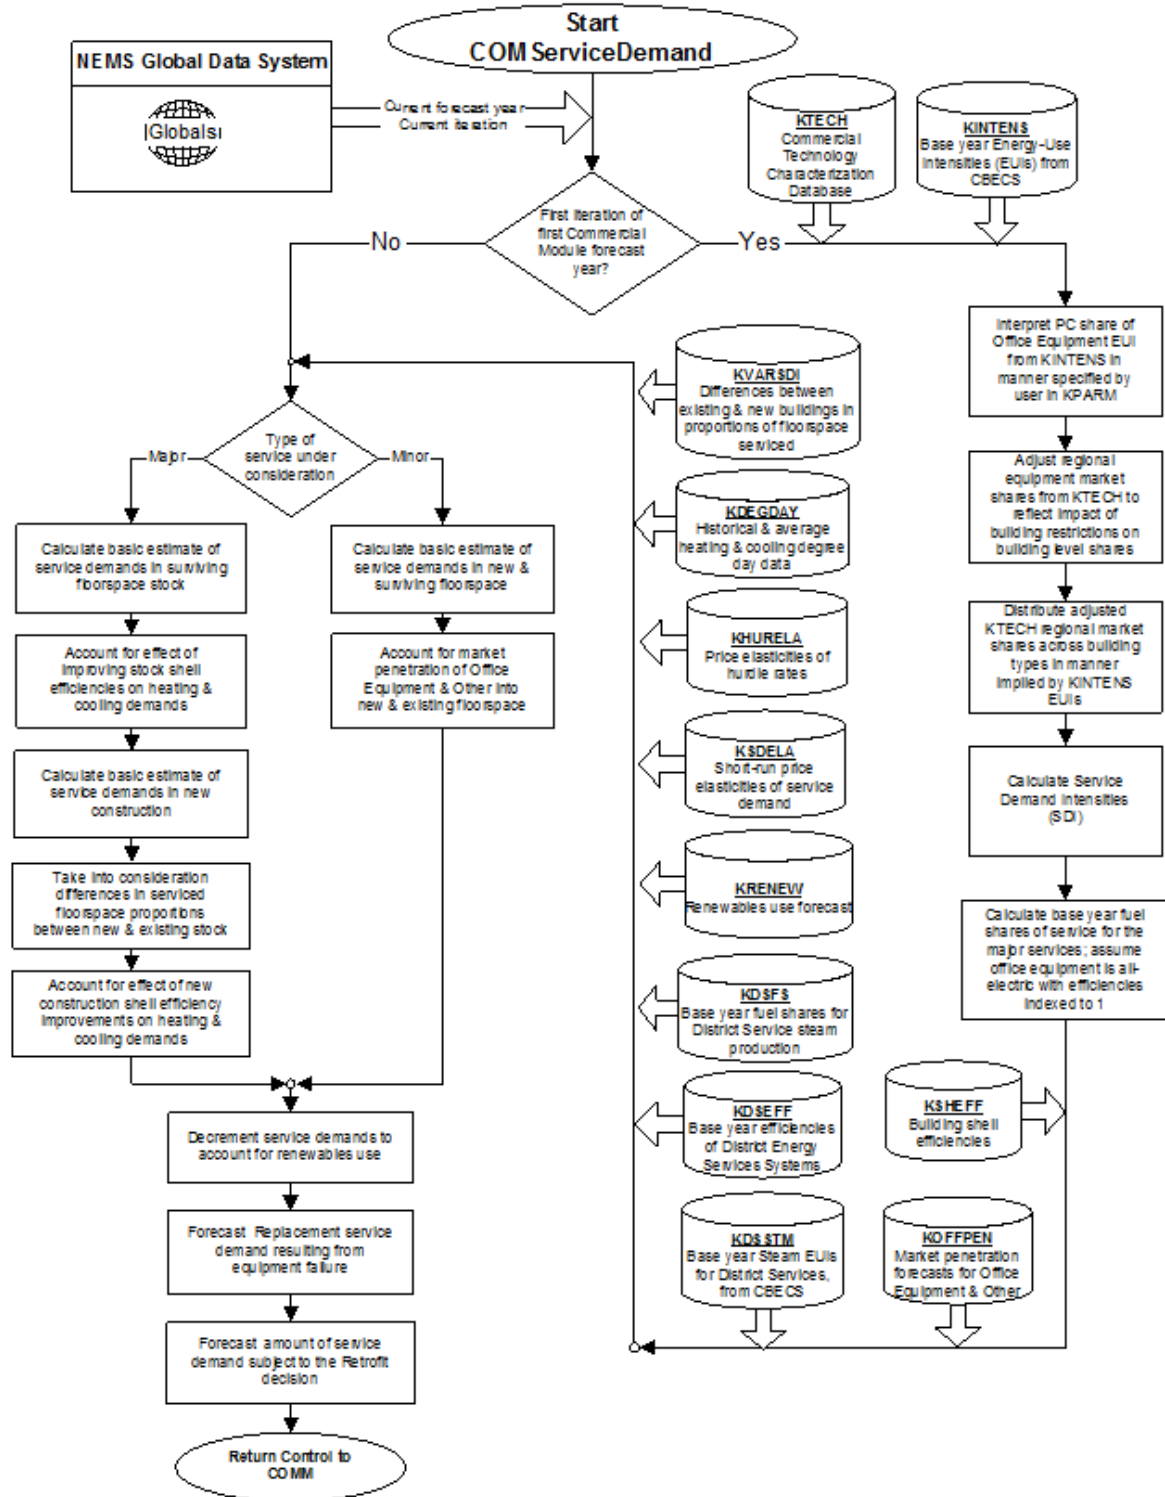 Start
COMServiceDemand
NEMS Global Data System
Globals
Current forecast year
Current iteration
KTECH
Commercial
Technology
Characterization
Database
KINTENS
Base year Energy-Use
Intensities (EUIs) from
CBECS
First iteration of
first Commercial
Module forecast
year?
No
Yes
Interpret PC share of
Office Equipment EUI
from KINTENS in
manner specified by
user in KPARM
KVARSDI
Differences between
existing & new buildings in
proportions of floorspace
serviced
Type of
service under
consideration
Major
Minor
Adjust regional
equipment market
shares from KTECH to
reflect impact of
building restrictions on
building level shares
KDEGDAY
Historical & average
heating & cooling degree
day data
Calculate basic estimate of
service demands in surviving
floorspace stock
Calculate basic estimate of
service demands in new &
surviving floorspace
Distribute adjusted
KTECH regional market
shares across building
types in manner
implied by KINTENS
EUIs
KHURELA
Price elasticities of
hurdle rates
Account for effect of
improving stock shell
efficiencies on heating &
cooling demands
Account for market
penetration of Office
Equipment & Other into
new & existing floorspace
KSDELA
Short-run price
elasticities of service
demand
Calculate basic estimate of
service demands in new
construction
Calculate Service
Demand Intensities
(SDI)
Take into consideration
differences in serviced
floorspace proportions
between new & existing stock
KRENEW
Renewables use forecast
Calculate base year fuel
shares of service for the
major services; assume
office equipment is all-
electric with efficiencies
indexed to 1
Account for effect of new
construction shell efficiency
improvements on heating &
cooling demands
KDSFS
Base year fuel shares for
District Service steam
production
KDSEFF
Base year efficiencies
of District Energy
Services Systems
KSHEFF
Building shell
efficiencies
Decrement service demands to
account for renewables use
Forecast Replacement service
demand resulting from
equipment failure
KDSSTM
Base year Steam EUIs
for District Services,
from CBECS
KOFFPEN
Market penetration
forecasts for Office
Equipment & Other
Forecast amount of service
demand subject to the Retrofit
decision
Return Control to
COMM